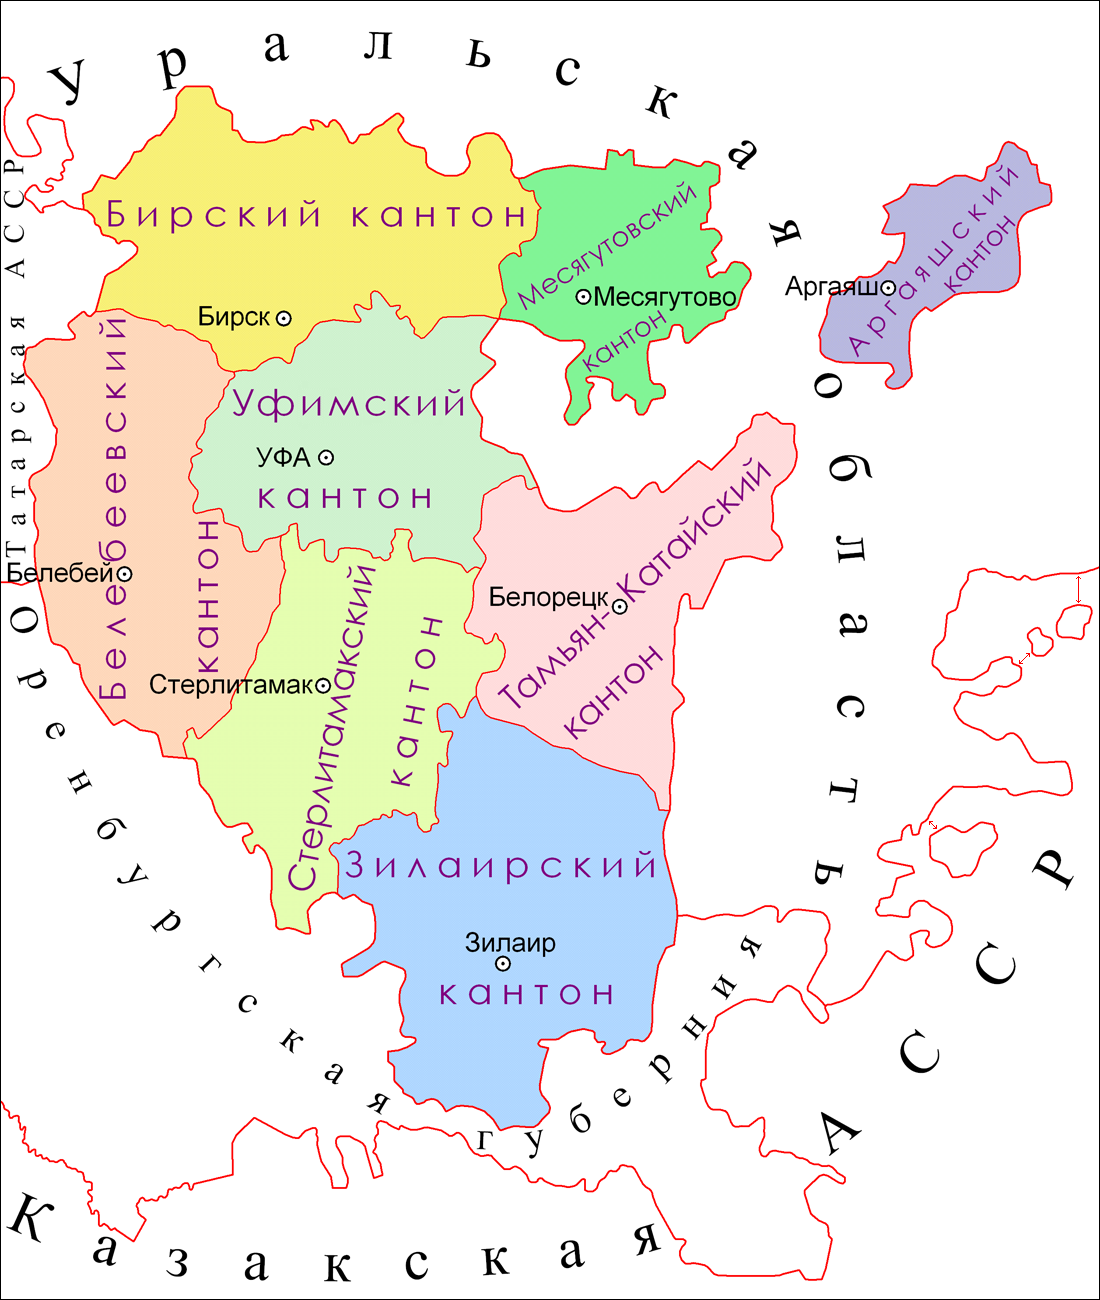 Уральская область
Татарская АССР
Бирский кантон
Бирск
Месягутовский
кантон
Месягутово
Аргаяшский
кантон
Аргаяш
Белебеевский
кантон
Белебей
Уфимский
кантон
УФА
Тамьян-Катайский
кантон
Белорецк
Стерлитамакский
кантон
Стерлитамак
Зилаирский
кантон
Зилаир
Оренбургская губерния
Казакская АССР